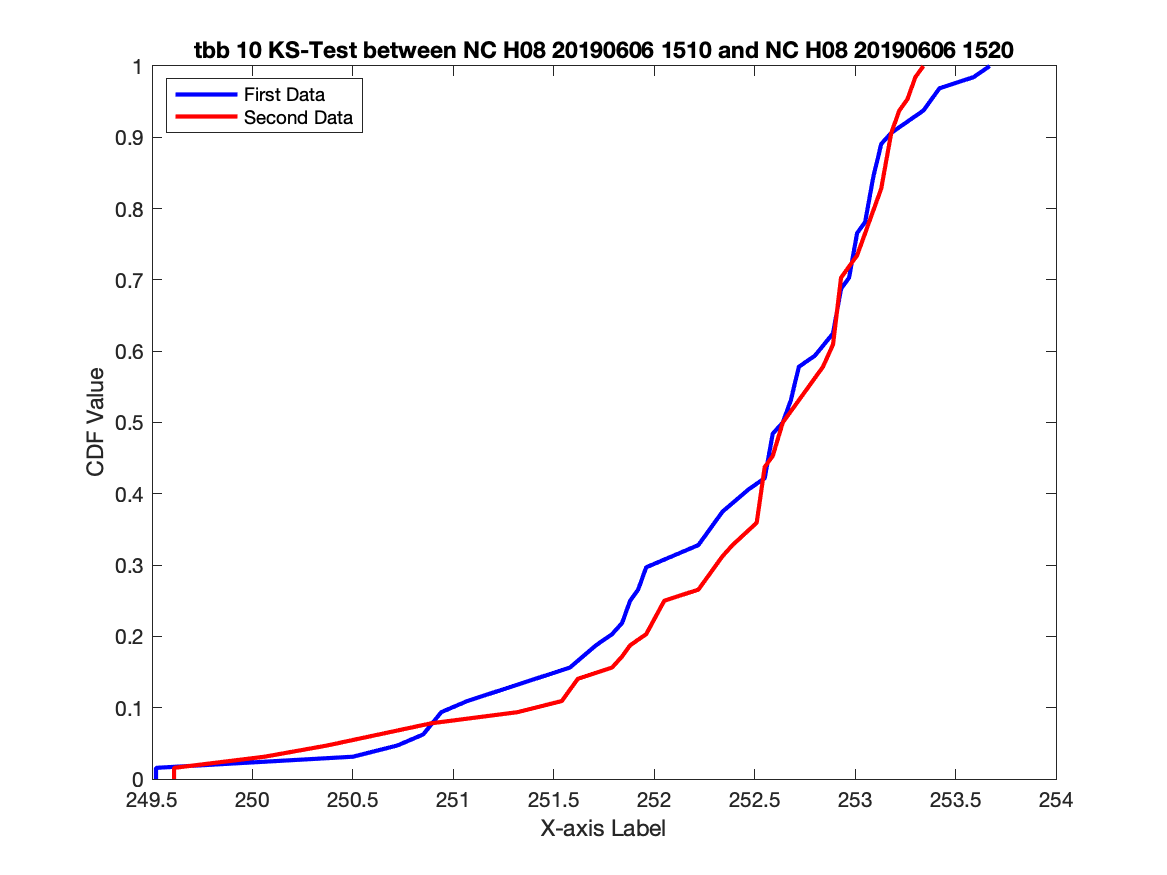 tbb 10 KS-Test between NC H08 20190606 1510 and NC H08 20190606 1520
First Data
Second Data
1
0.9
0.8
0.7
0.6
0.5
0.4
0.3
0.2
0.1
0
CDF Value
249.5 250 250.5 251 251.5 252 252.5 253 253.5 254
X-axis Label